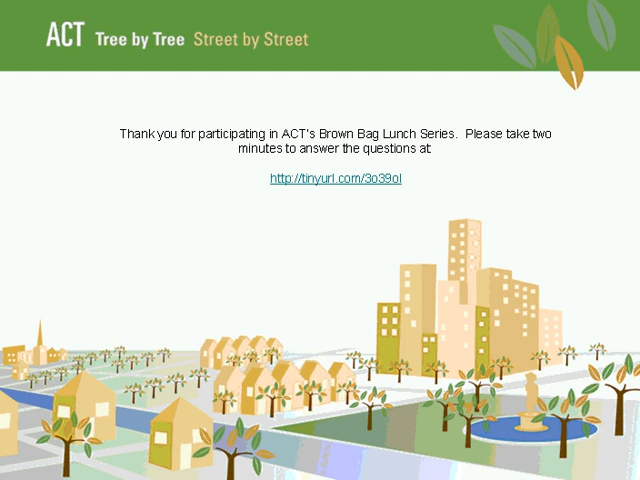 ACT Tree by Tree Street by Street
Thank you for participating in ACT's Brown Bag Lunch Series. Please take two
minutes to answer the questions at:
http://tinyurl.com/3o39ol